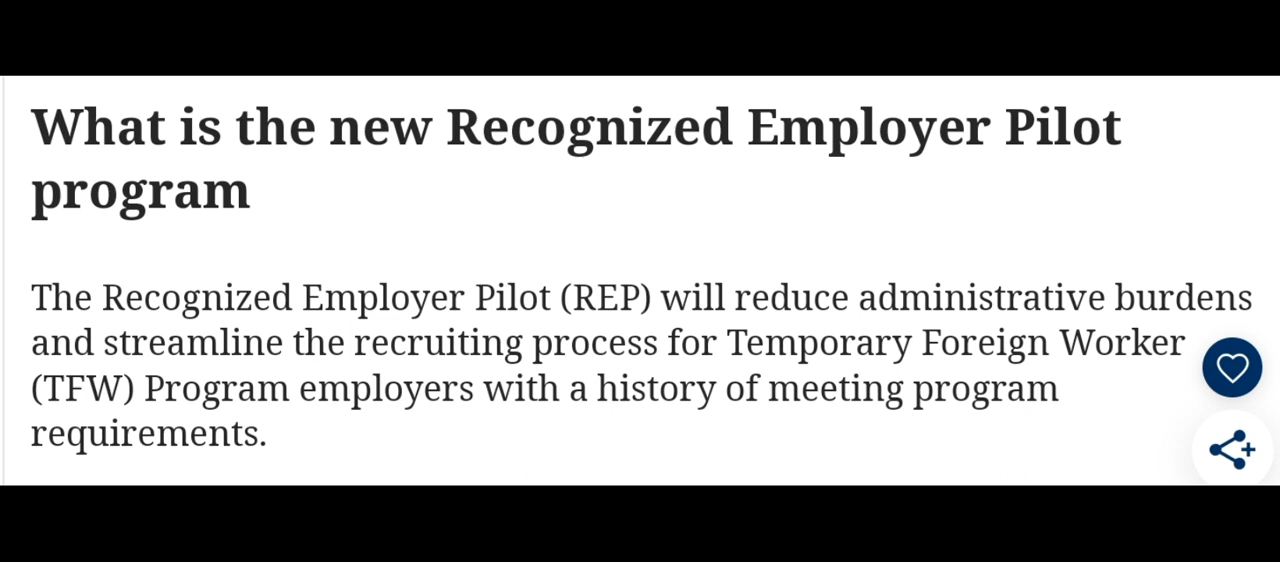 What is the new Recognized Employer Pilot
program
The Recognized Employer Pilot (REP) will reduce administrative burdens
and streamline the recruiting process for Temporary Foreign Worker
(TFW) Program employers with a history of meeting program
requirements.